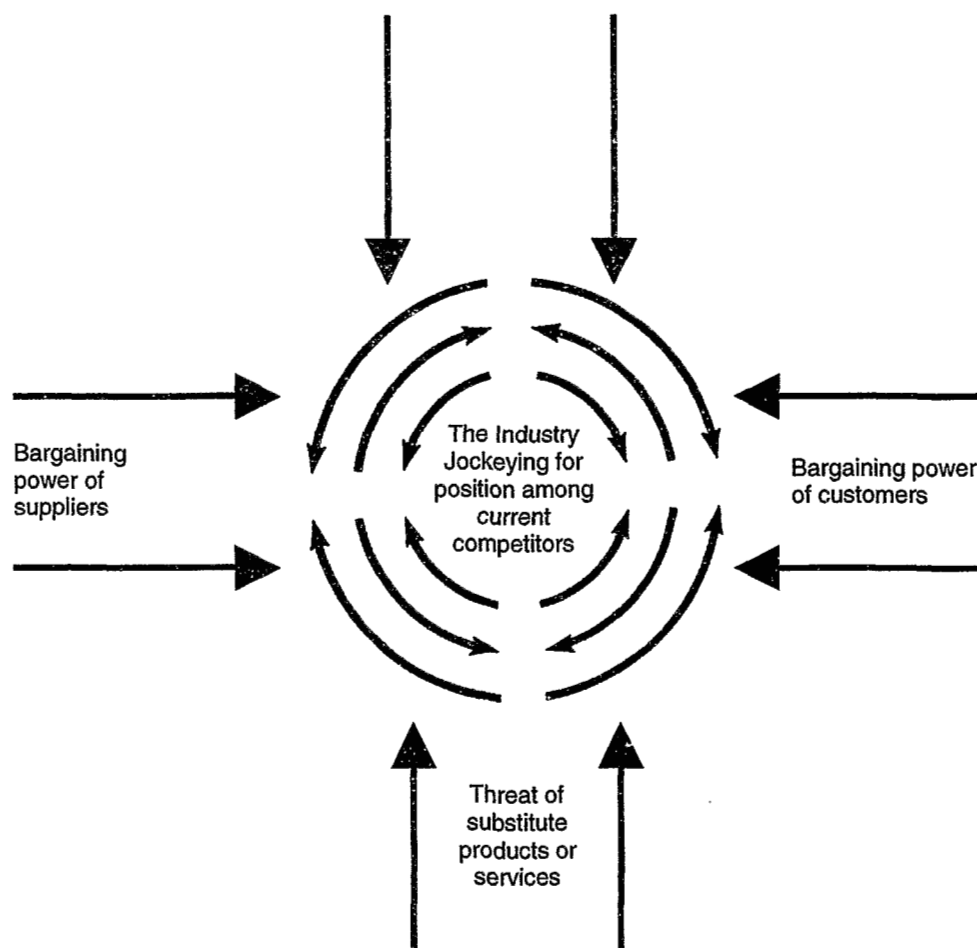 The Industry
Jockeying for
position among
current
competitors
Bargaining
power of
suppliers
Bargaining power
of customers
Threat of
substitute
products or
services